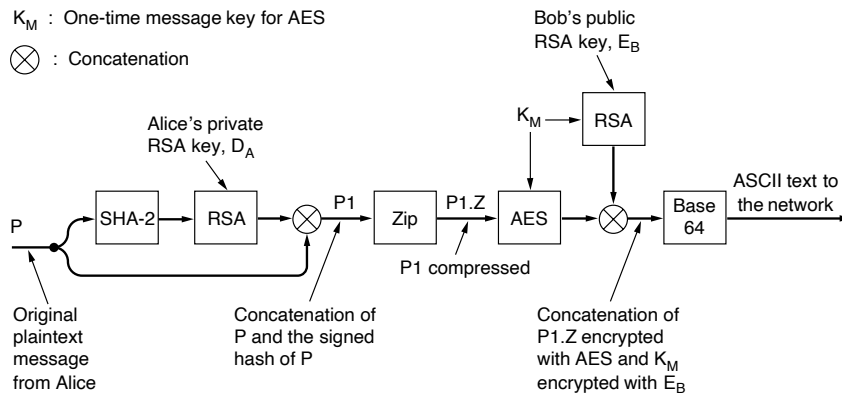 K_M : One-time message key for AES
⊗ : Concatenation
Bob's public
RSA key, E_B
Alice's private
RSA key, D_A
K_M
RSA
P
SHA-2
RSA
P1
Zip
P1.Z
AES
Base
64
ASCII text to
the network
P1 compressed
Original
plaintext
message
from Alice
Concatenation of
P and the signed
hash of P
Concatenation of
P1.Z encrypted
with AES and K_M
encrypted with E_B